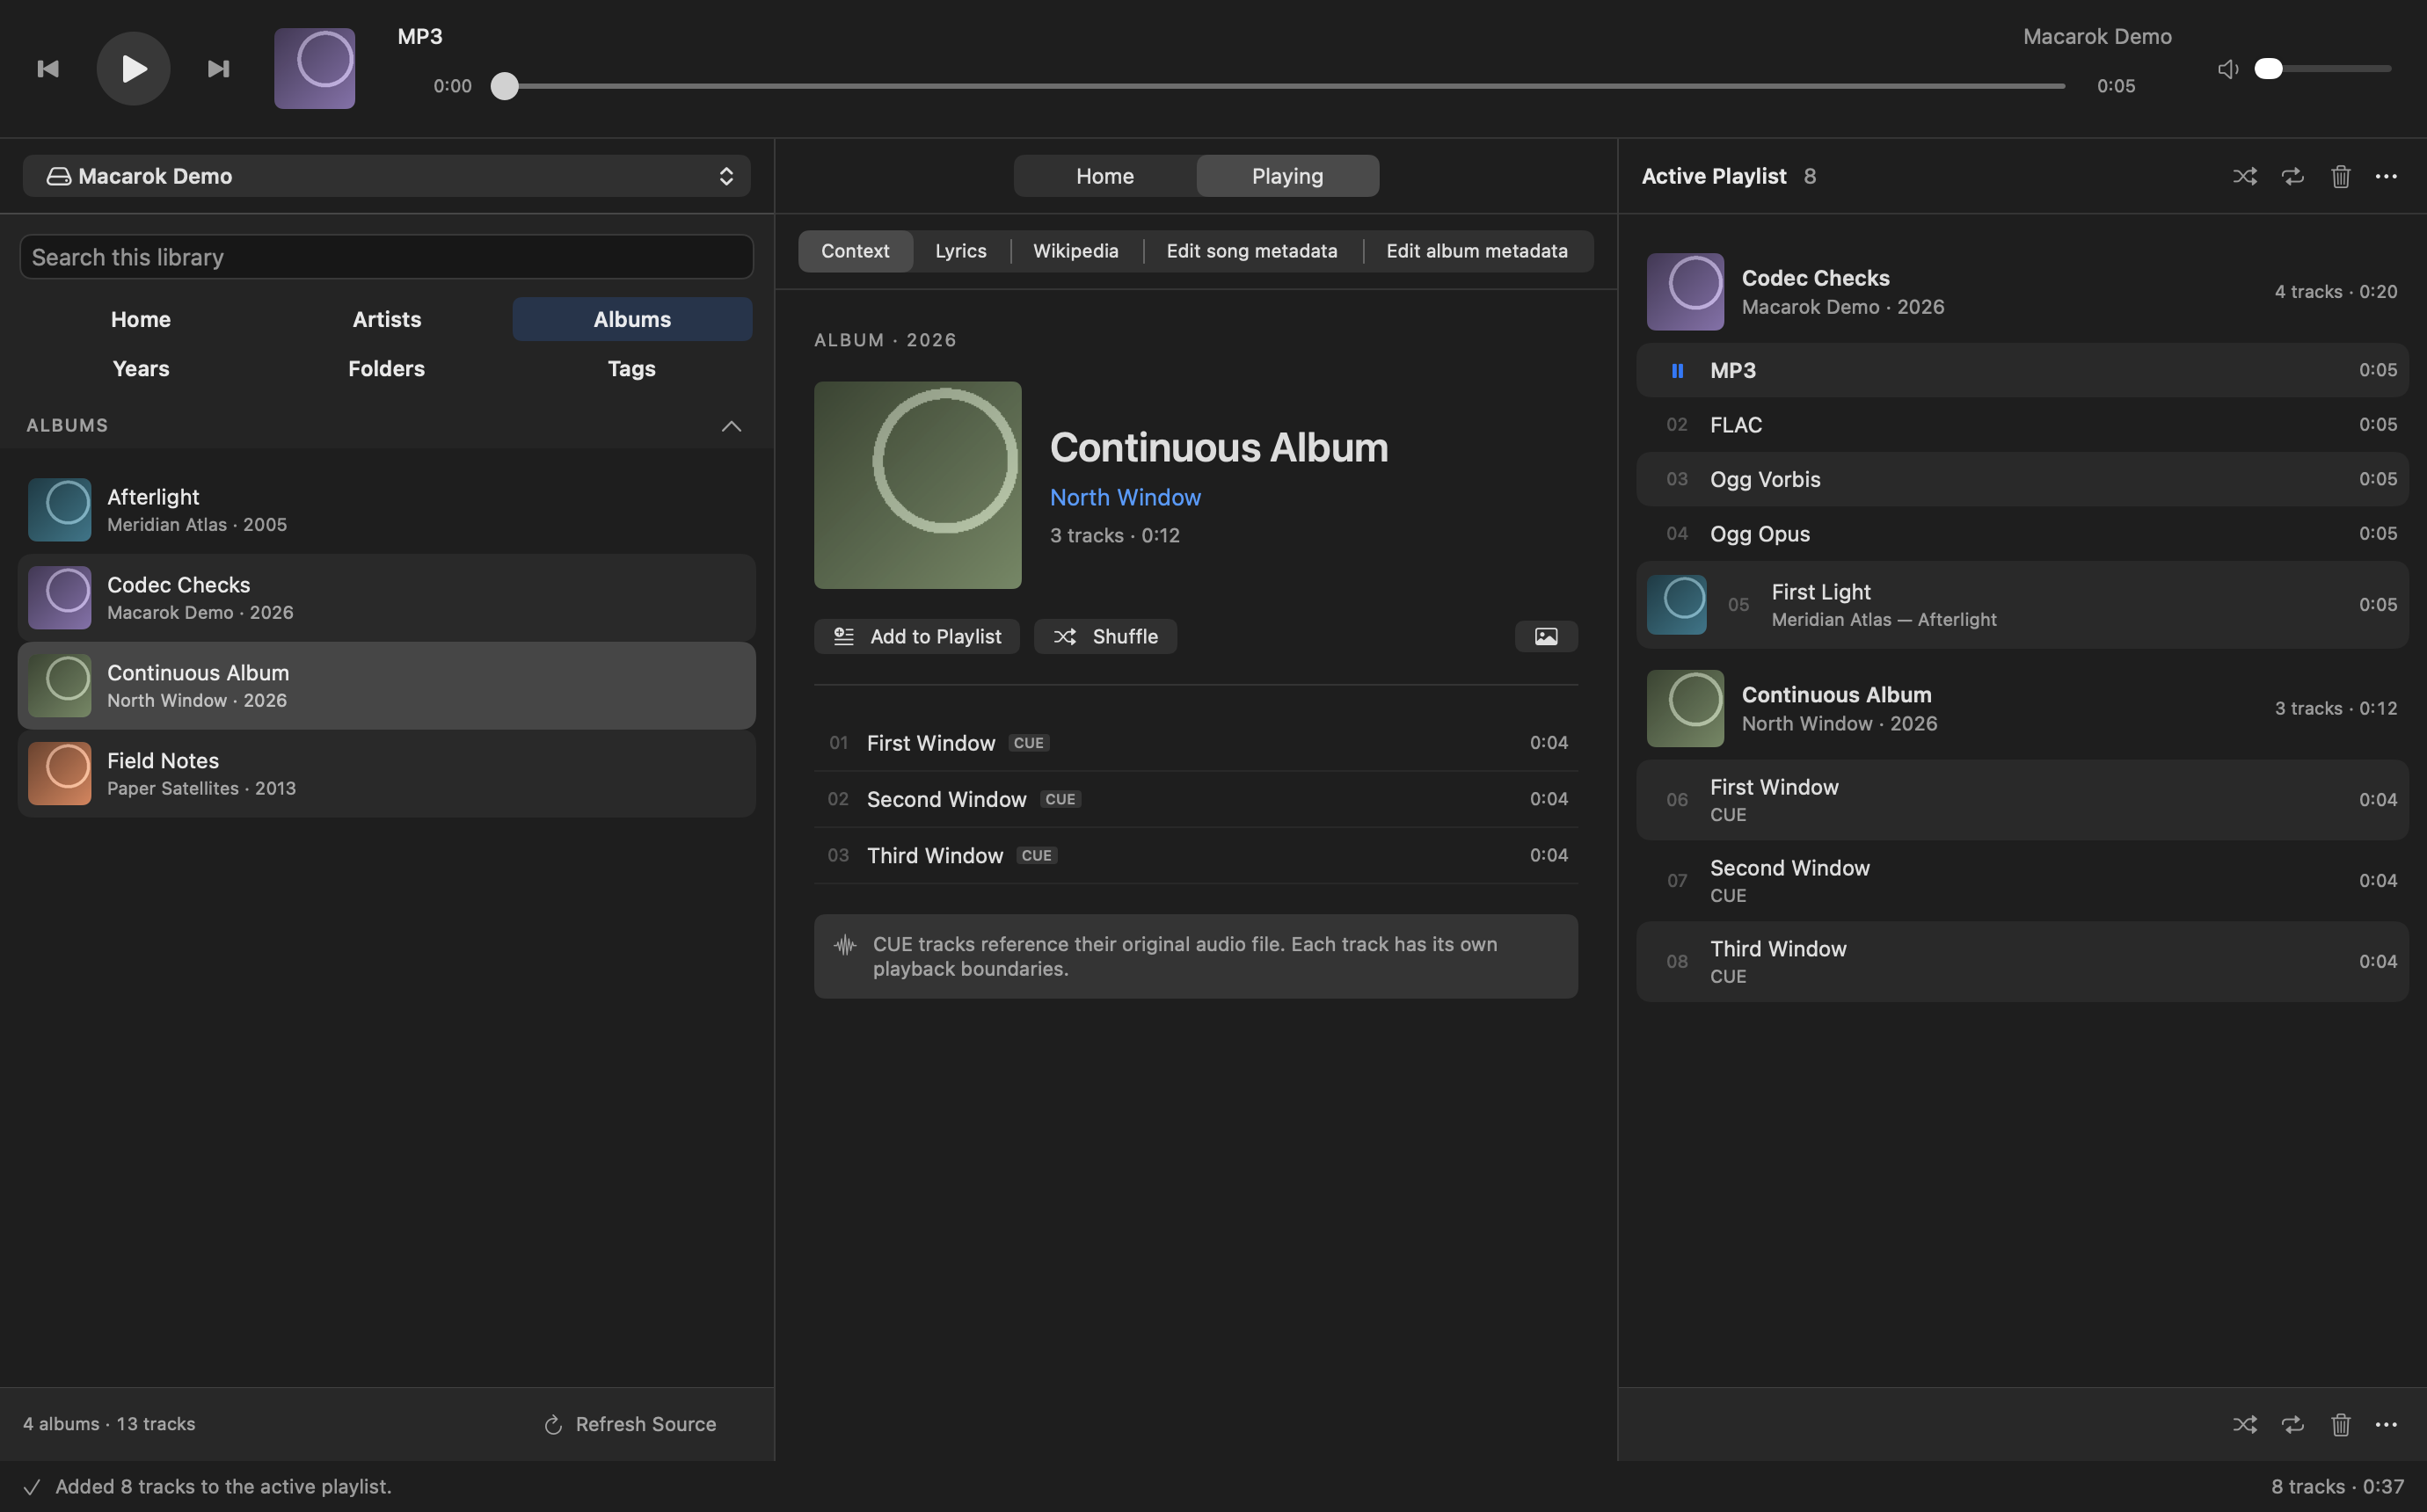 MP3
Macarok Demo
0:00
0:05
Macarok Demo
Search this library
Home Artists Albums
Years Folders Tags
ALBUMS
Afterlight
Meridian Atlas · 2005
Codec Checks
Macarok Demo · 2026
Continuous Album
North Window · 2026
Field Notes
Paper Satellites · 2013
4 albums · 13 tracks
Refresh Source
Home Playing
Context Lyrics Wikipedia Edit song metadata Edit album metadata
ALBUM · 2026
Continuous Album
North Window
3 tracks · 0:12
Add to Playlist Shuffle
01 First Window CUE 0:04
02 Second Window CUE 0:04
03 Third Window CUE 0:04
CUE tracks reference their original audio file. Each track has its own
playback boundaries.
Active Playlist 8
Codec Checks
Macarok Demo · 2026
4 tracks · 0:20
MP3 0:05
02 FLAC 0:05
03 Ogg Vorbis 0:05
04 Ogg Opus 0:05
05 First Light 0:05
Meridian Atlas — Afterlight
Continuous Album
North Window · 2026
3 tracks · 0:12
06 First Window 0:04
CUE
07 Second Window 0:04
CUE
08 Third Window 0:04
CUE
Added 8 tracks to the active playlist.
8 tracks · 0:37